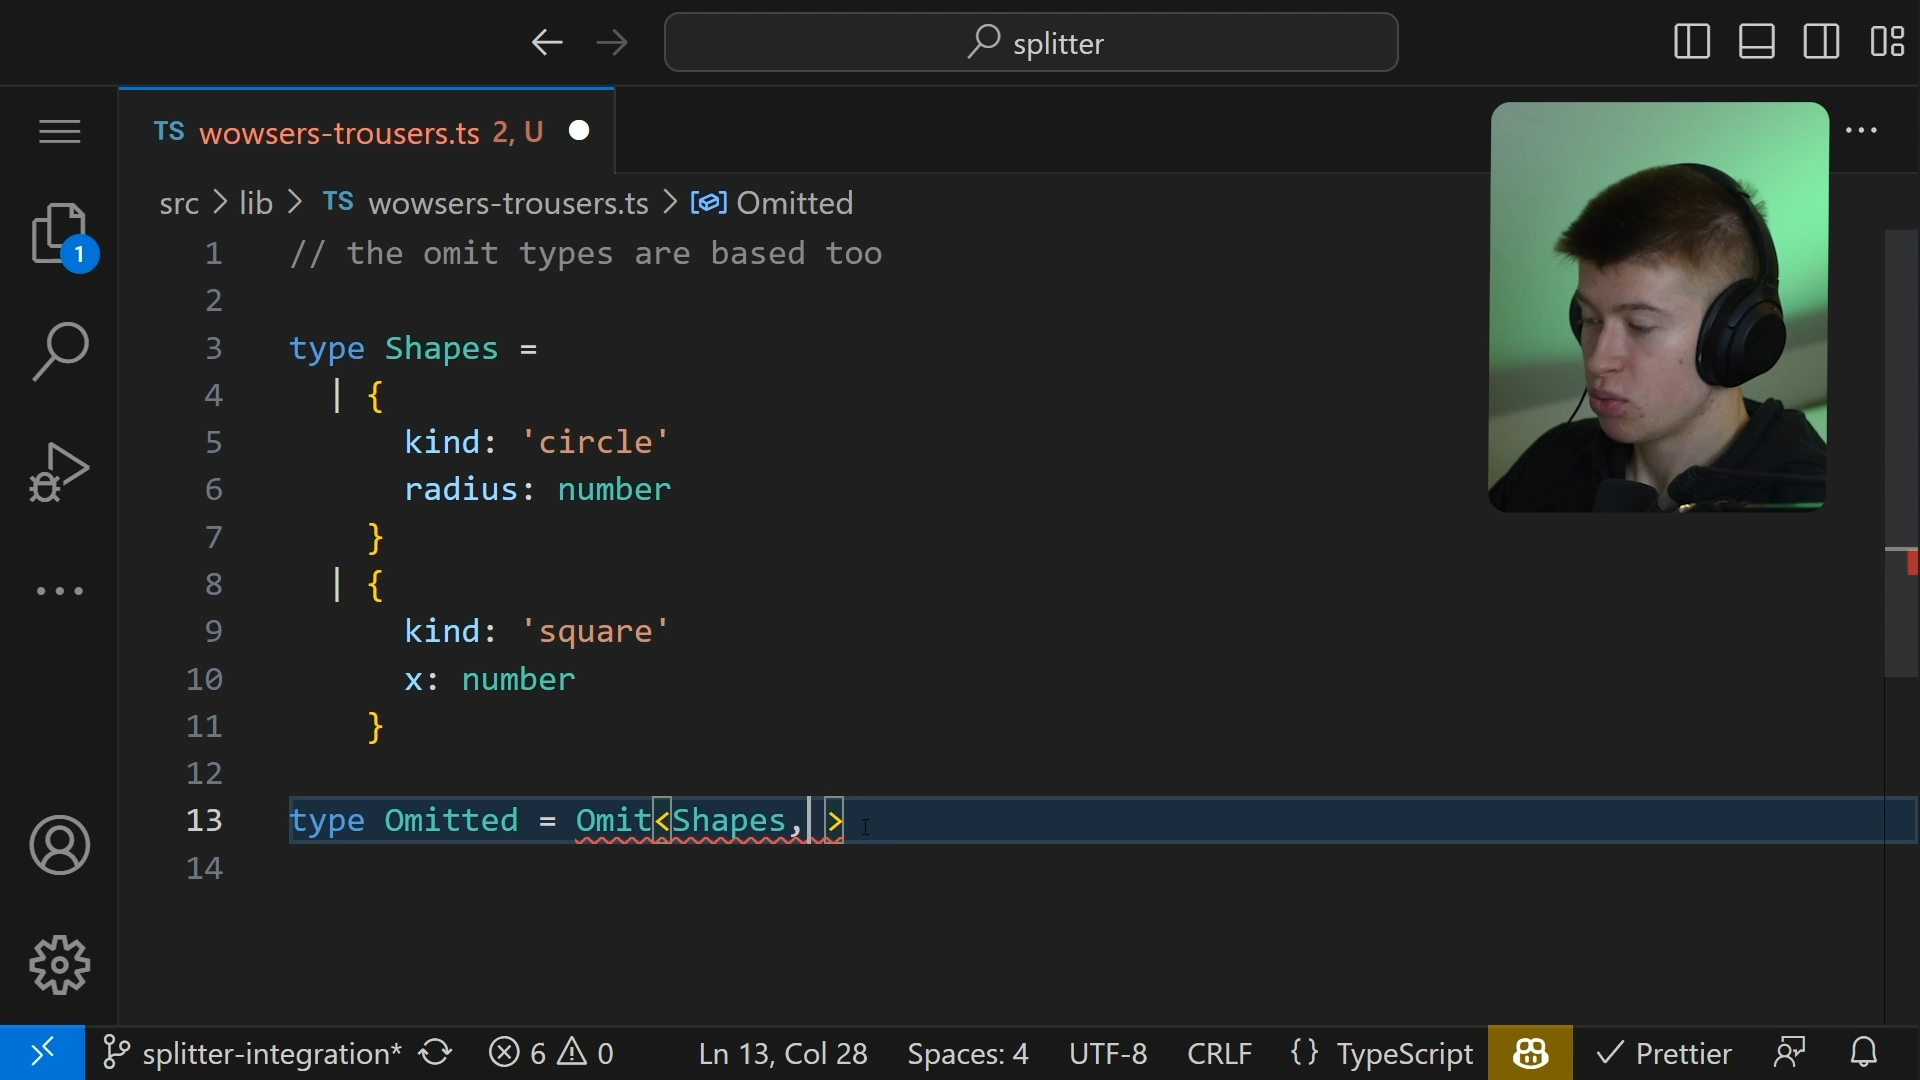 splitter
TS wowsers-trousers.ts 2, U
src > lib > TS wowsers-trousers.ts > Omitted
1 // the omit types are based too
2
3 type Shapes =
4 | {
1
5 kind: 'circle'
6 radius: number
7 }
8 | {
9 kind: 'square'
10 x: number
11 }
12
13 type Omitted = Omit<Shapes, >
14
splitter-integration* 6 0 Ln 13, Col 28 Spaces: 4 UTF-8 CRLF {} TypeScript Prettier